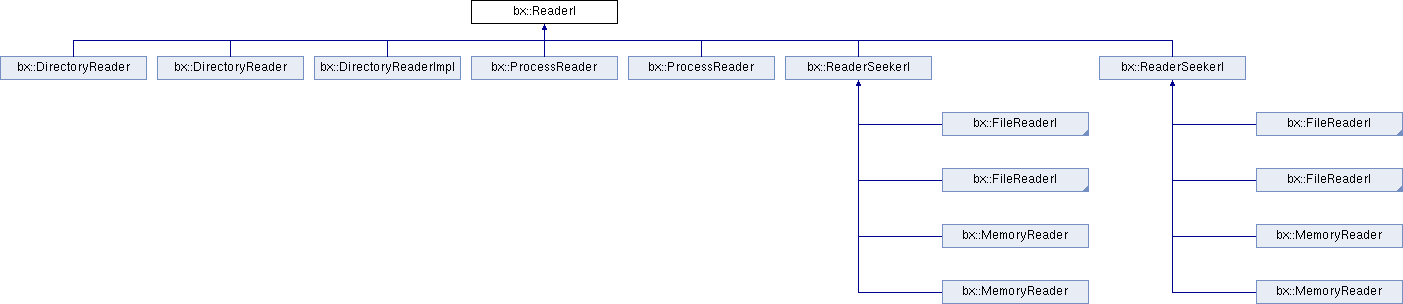 bx::ReaderI
bx::DirectoryReader
bx::DirectoryReader
bx::DirectoryReaderImpl
bx::ProcessReader
bx::ProcessReader
bx::ReaderSeekerI
bx::ReaderSeekerI
bx::FileReaderI
bx::FileReaderI
bx::FileReaderI
bx::FileReaderI
bx::MemoryReader
bx::MemoryReader
bx::MemoryReader
bx::MemoryReader